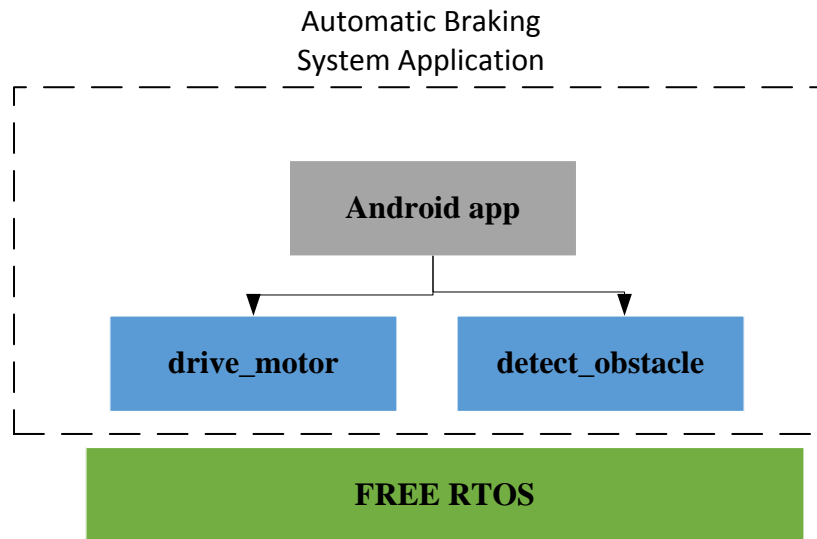 Automatic Braking
System Application
Android app
drive_motor
detect_obstacle
FREE RTOS